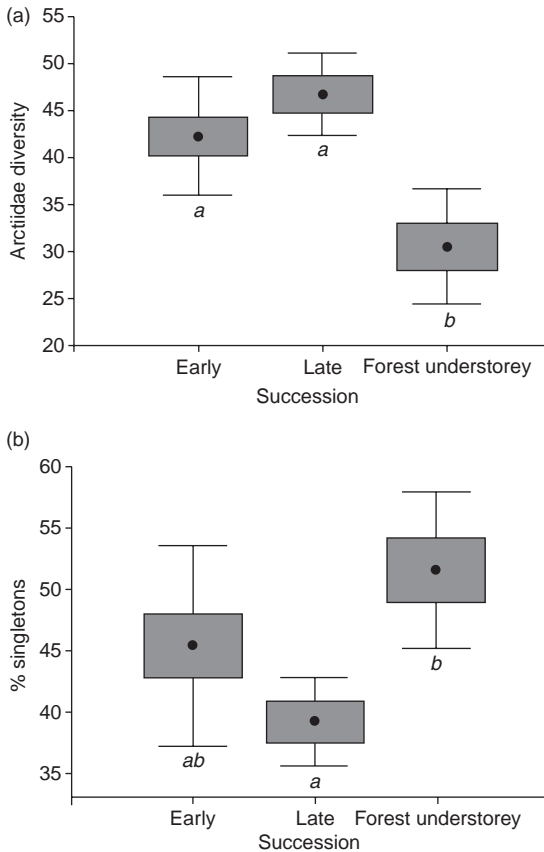 (a)
55
50
45
40
35
30
25
20
Arctiidae diversity
a
a
b
Early Late Forest understorey
Succession
(b)
60
55
50
45
40
35
% singletons
ab
a
b
Early Late Forest understorey
Succession